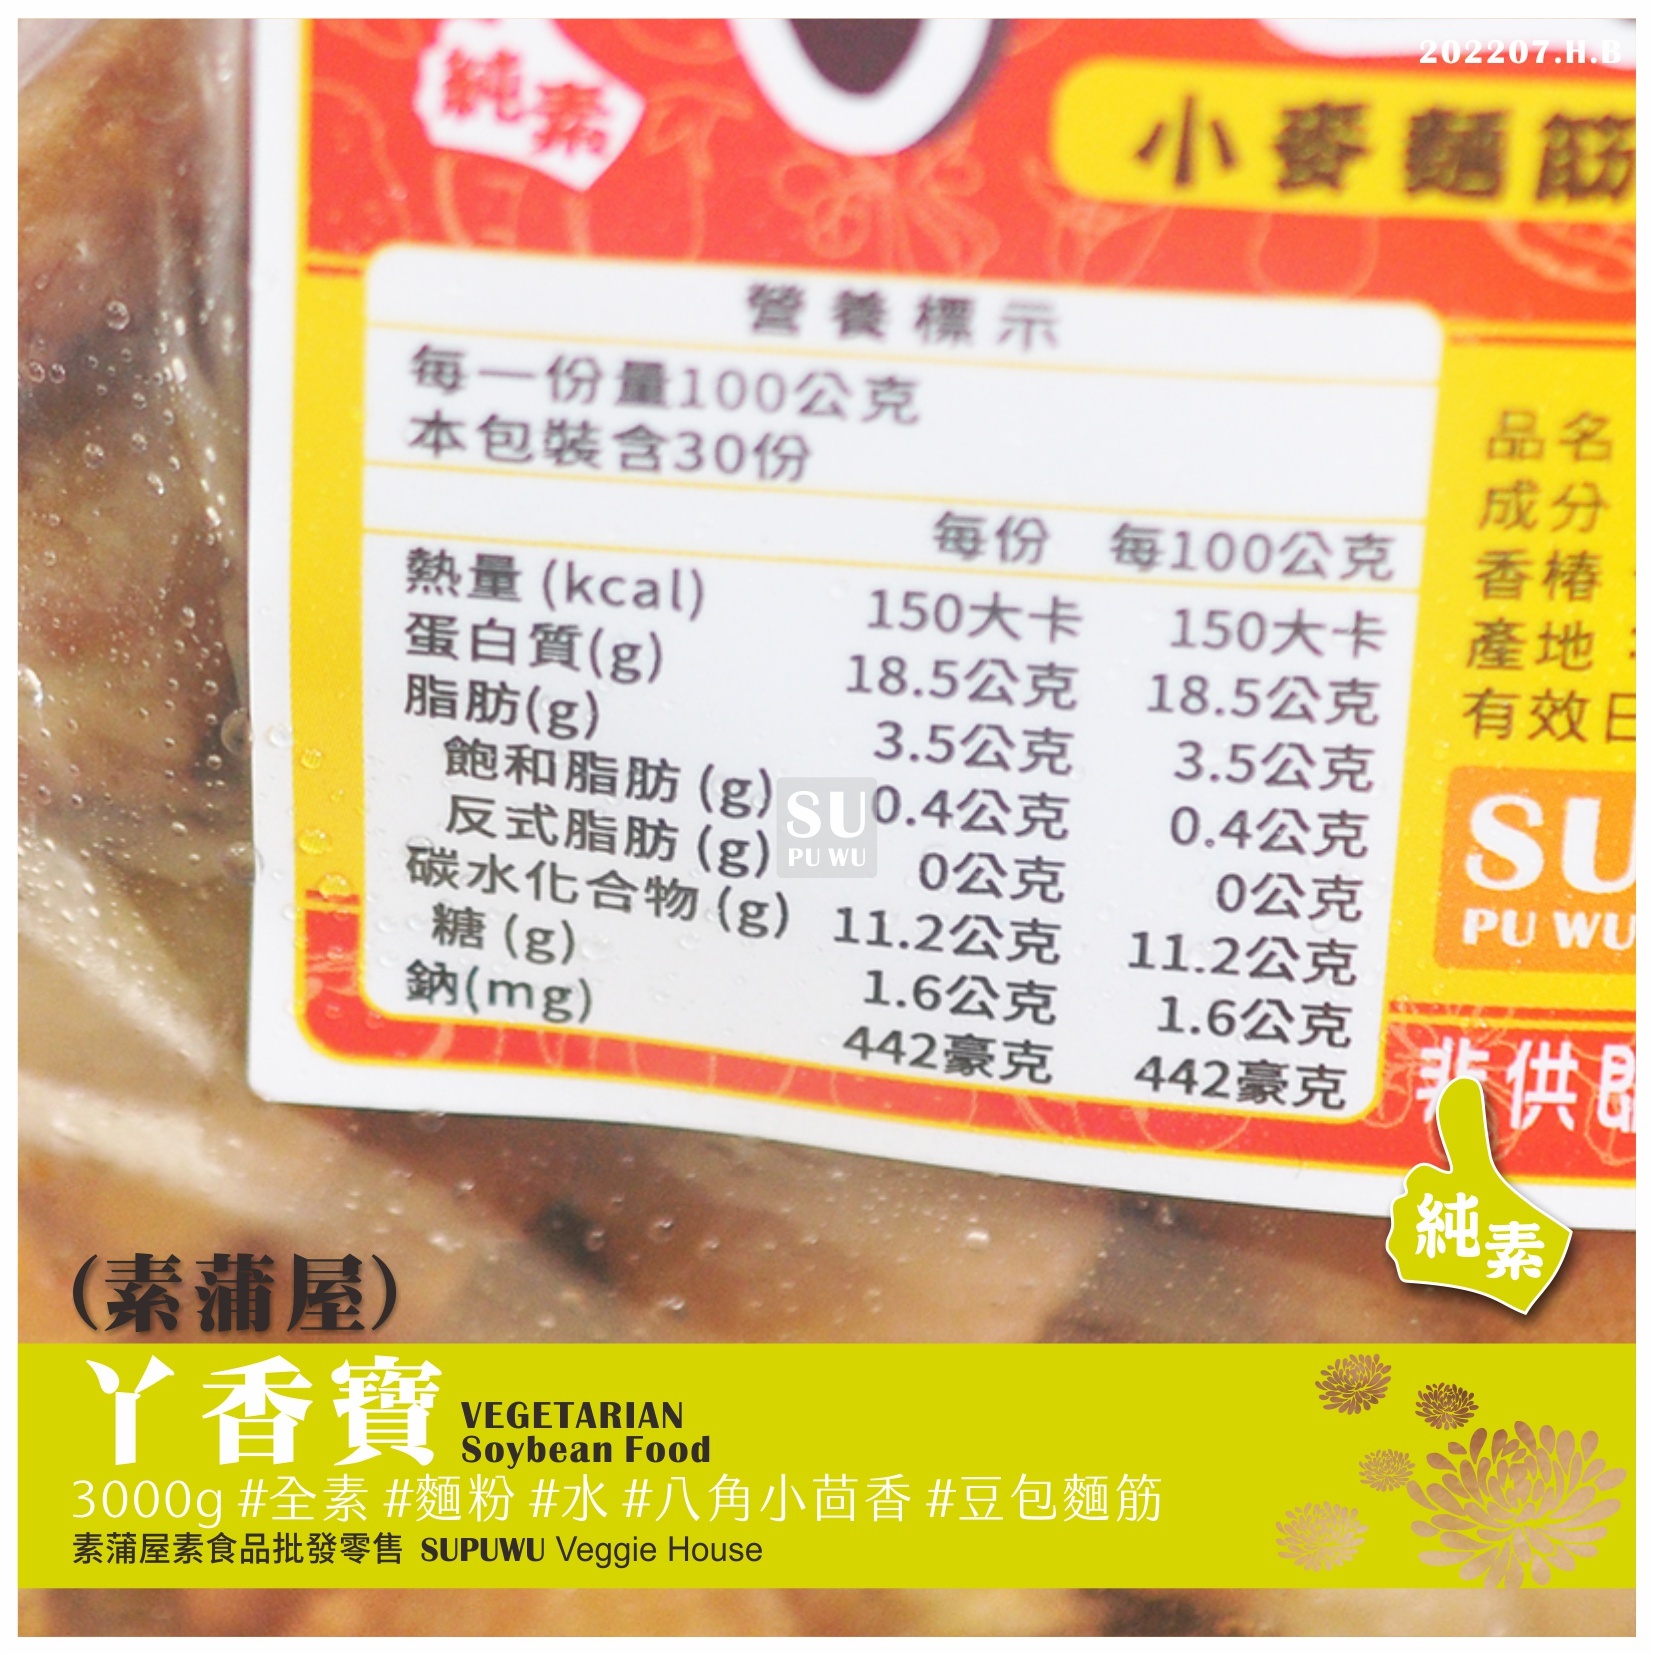 202207.H.B
純素
小麥麵筋
營養標示
每一份量100公克
本包裝含30份
每份 每100公克
熱量 (kcal) 150大卡 150大卡
蛋白質(g) 18.5公克 18.5公克
脂肪(g) 3.5公克 3.5公克
飽和脂肪 (g) 0.4公克 0.4公克
反式脂肪 (g) 0公克 0公克
碳水化合物 (g) 11.2公克 11.2公克
糖 (g) 1.6公克 1.6公克
鈉(mg) 442豪克 442豪克
品名
成分
香椿
產地：
有效日
SU
PU WU
SU
PU WU
非供即
純素
(素蒲屋)
丫香寶
VEGETARIAN
Soybean Food
3000g #全素 #麵粉 #水 #八角小茴香 #豆包麵筋
素蒲屋素食品批發零售 SUPUWU Veggie House